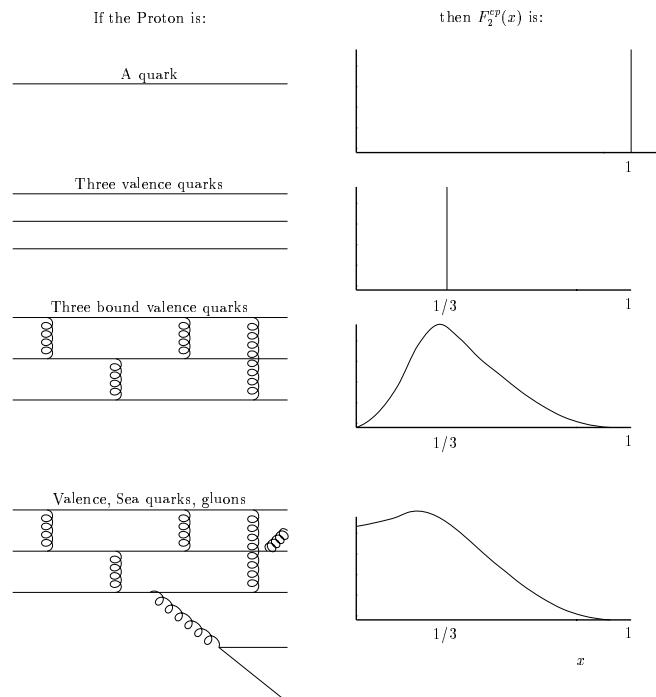 If the Proton is:
then $F_2^{ep}(x)$ is:
A quark
1
Three valence quarks
1/3
1
Three bound valence quarks
1/3
1
Valence, Sea quarks, gluons
1/3
1
x